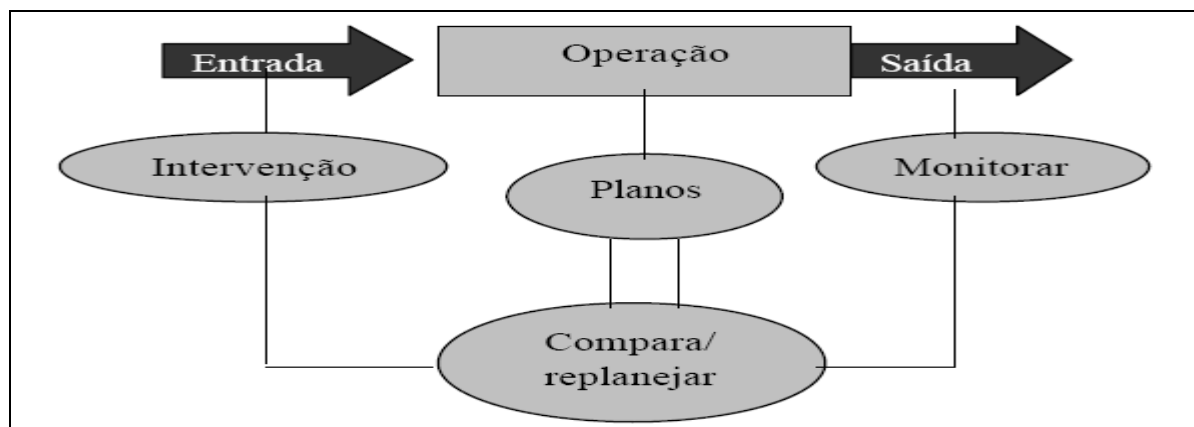 Entrada
Operação
Saída
Intervenção
Planos
Monitorar
Compara/
replanejar